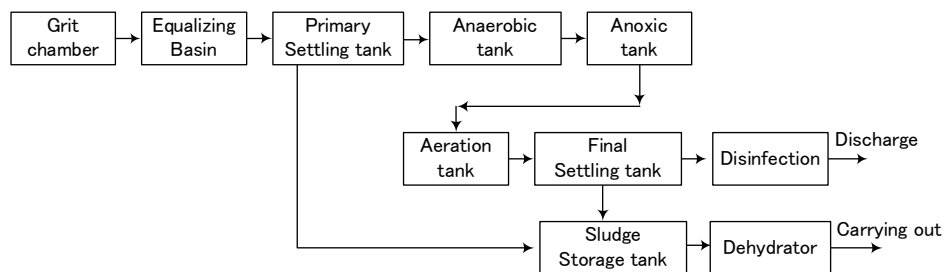 Grit
chamber
Equalizing
Basin
Primary
Settling tank
Anaerobic
tank
Anoxic
tank
Aeration
tank
Final
Settling tank
Disinfection
Discharge
Sludge
Storage tank
Dehydrator
Carrying out